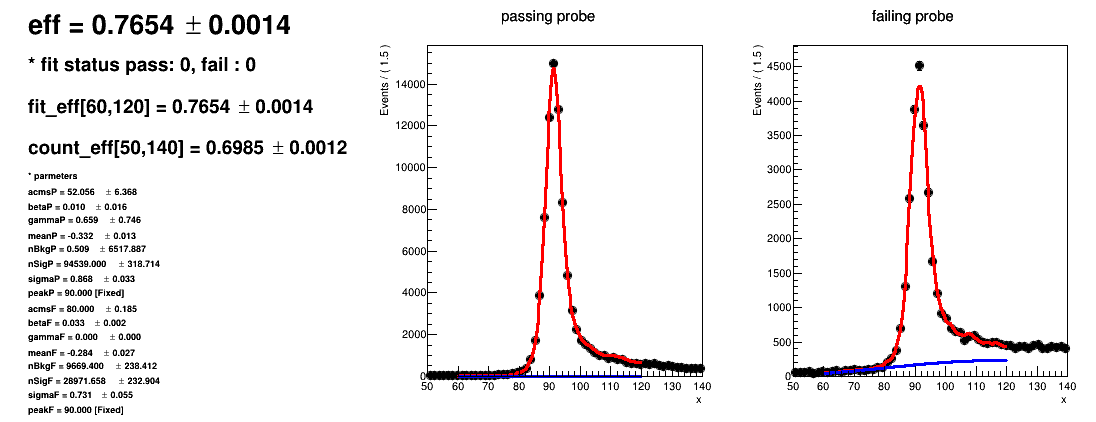 eff = 0.7654 ± 0.0014
* fit status pass: 0, fail : 0
fit_eff[60,120] = 0.7654 ± 0.0014
count_eff[50,140] = 0.6985 ± 0.0012
* parmeters
acmsP = 52.056 ± 6.368
betaP = 0.010 ± 0.016
gammaP = 0.659 ± 0.746
meanP = -0.332 ± 0.013
nBkgP = 0.509 ± 6517.887
nSigP = 94539.000 ± 318.714
sigmaP = 0.868 ± 0.033
peakP = 90.000 [Fixed]
acmsF = 80.000 ± 0.185
betaF = 0.033 ± 0.002
gammaF = 0.000 ± 0.000
meanF = -0.284 ± 0.027
nBkgF = 9669.400 ± 238.412
nSigF = 28971.658 ± 232.904
sigmaF = 0.731 ± 0.055
peakF = 90.000 [Fixed]
passing probe
Events / ( 1.5 )
14000
12000
10000
8000
6000
4000
2000
0
50 60 70 80 90 100 110 120 130 140
x
failing probe
Events / ( 1.5 )
4500
4000
3500
3000
2500
2000
1500
1000
500
0
50 60 70 80 90 100 110 120 130 140
x